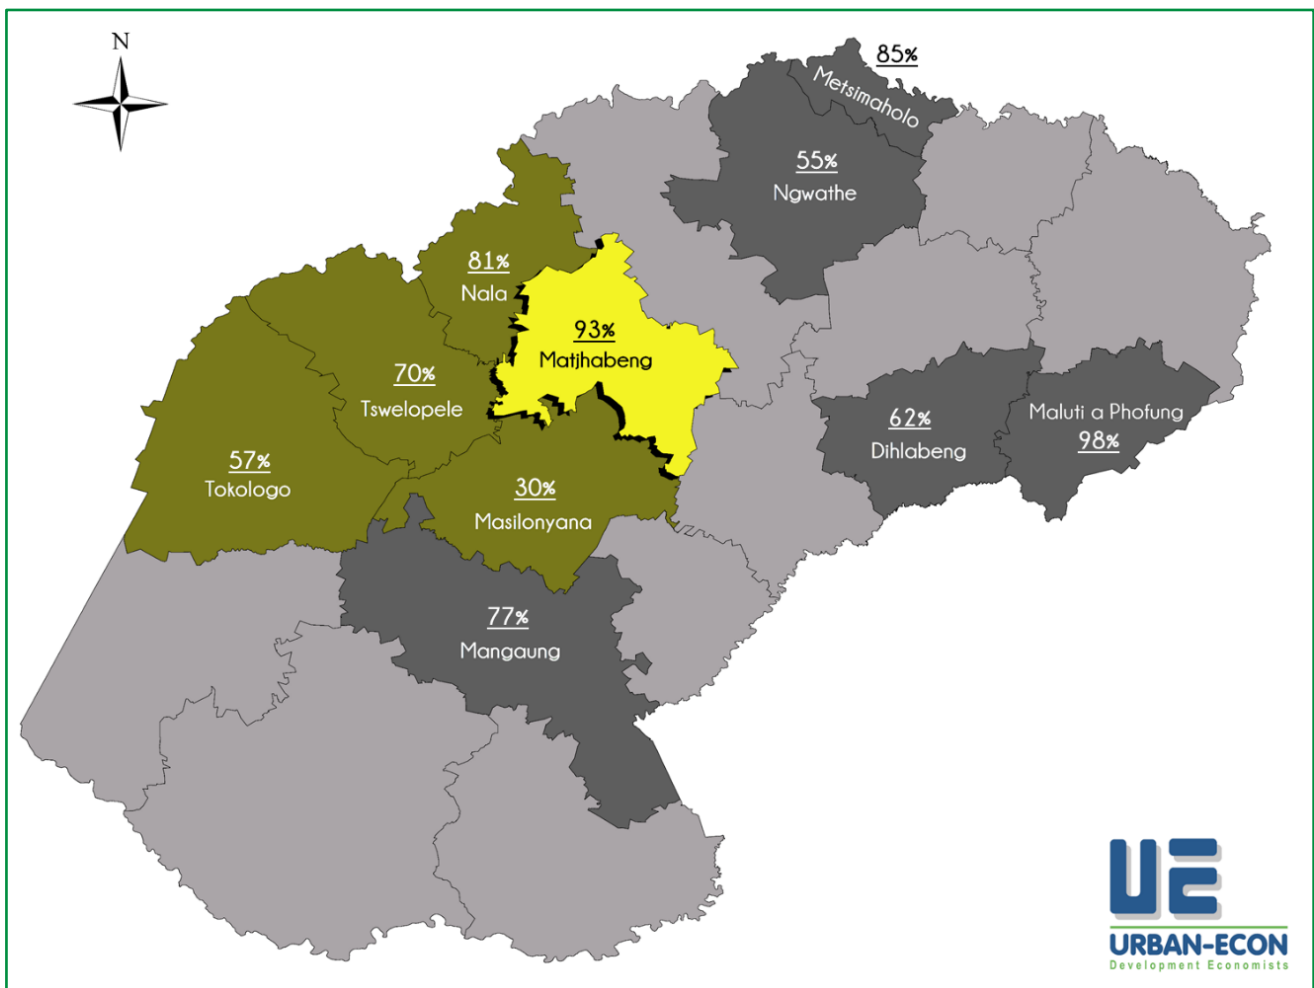 N
85%
Metsimaholo
55%
Ngwathe
81%
Nala
93%
Matjhabeng
70%
Tswelopele
Maluti a Phofung
98%
62%
Dihlabeng
57%
Tokologo
30%
Masilonyana
77%
Mangaung
UE
URBAN-ECON
Development Economists